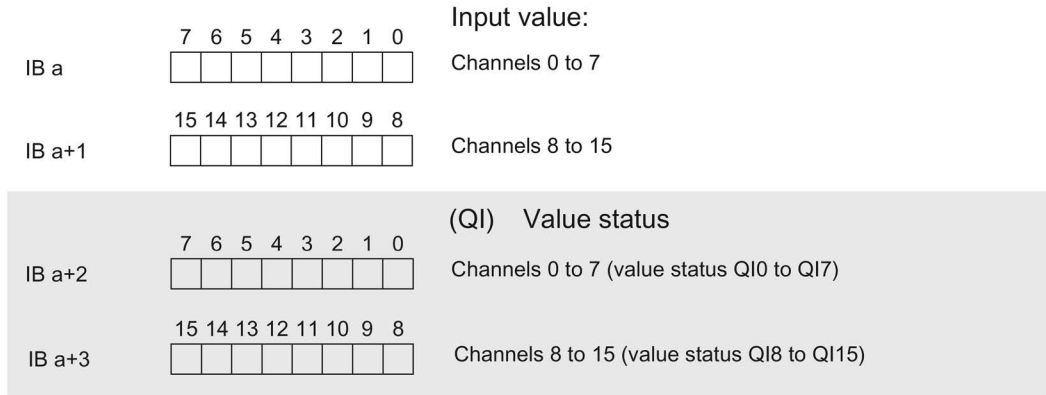 Input value:
7 6 5 4 3 2 1 0
IB a Channels 0 to 7
15 14 13 12 11 10 9 8
IB a+1 Channels 8 to 15
(QI) Value status
7 6 5 4 3 2 1 0
IB a+2 Channels 0 to 7 (value status QI0 to QI7)
15 14 13 12 11 10 9 8
IB a+3 Channels 8 to 15 (value status QI8 to QI15)